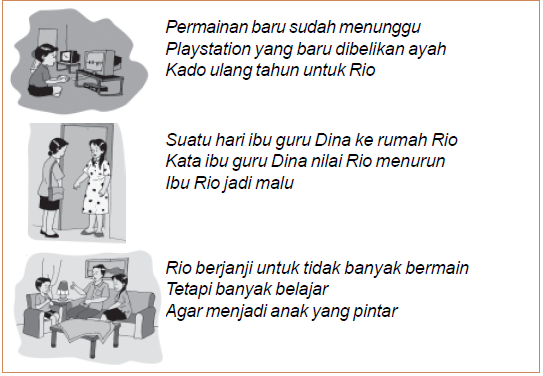 Permainan baru sudah menunggu
Playstation yang baru dibelikan ayah
Kado ulang tahun untuk Rio
Suatu hari ibu guru Dina ke rumah Rio
Kata ibu guru Dina nilai Rio menurun
Ibu Rio jadi malu
Rio berjanji untuk tidak banyak bermain
Tetapi banyak belajar
Agar menjadi anak yang pintar